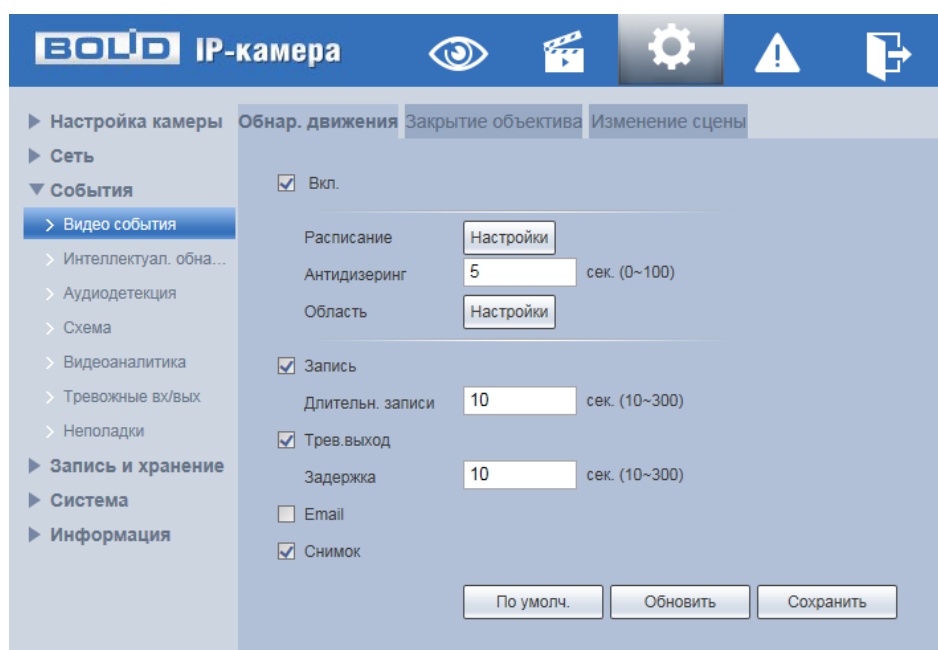 BOLID IP-камера
Настройка камеры
Сеть
События
Видео события
Интеллектуал. обна...
Аудиодетекция
Схема
Видеоаналитика
Тревожные вх/вых
Неполадки
Запись и хранение
Система
Информация
Обнар. движения Закрытие объектива Изменение сцены
Вкл.
Расписание Настройки
Антидизеринг 5 сек. (0~100)
Область Настройки
Запись
Длительн. записи 10 сек. (10~300)
Трев.выход
Задержка 10 сек. (10~300)
Email
Снимок
По умолч. Обновить Сохранить